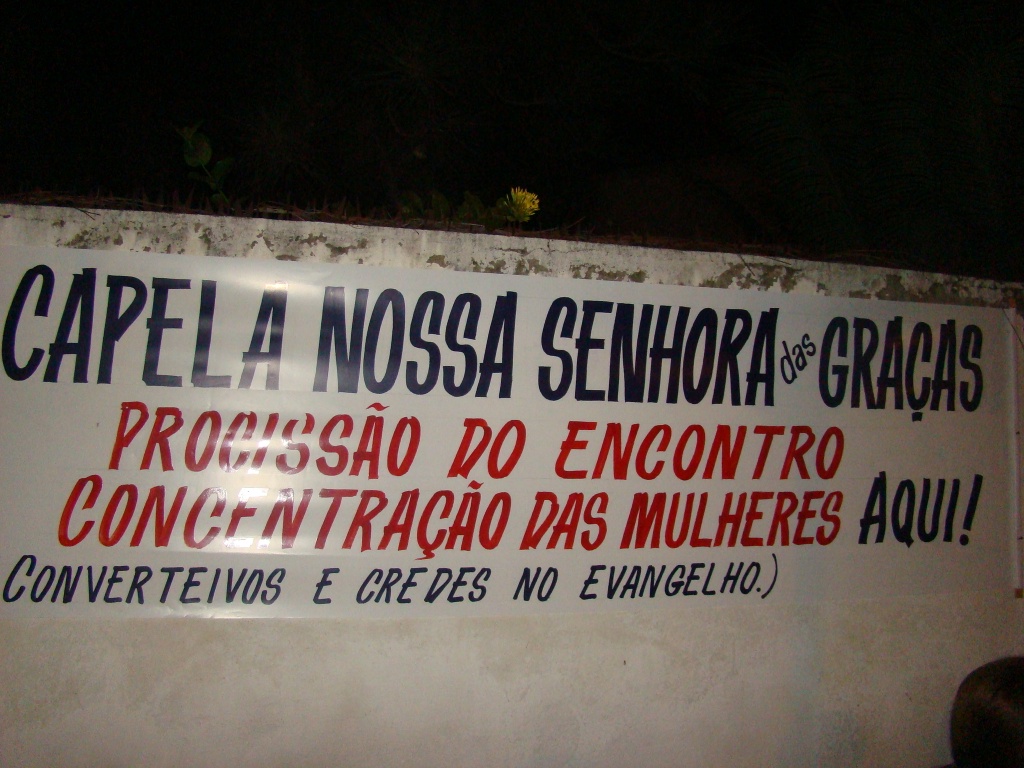 CAPELA NOSSA SENHORA das GRAÇAS
PROCISSÃO DO ENCONTRO
CONCENTRAÇÃO DAS MULHERES AQUI!
CONVERTEIVOS E CREDES NO EVANGELHO.)